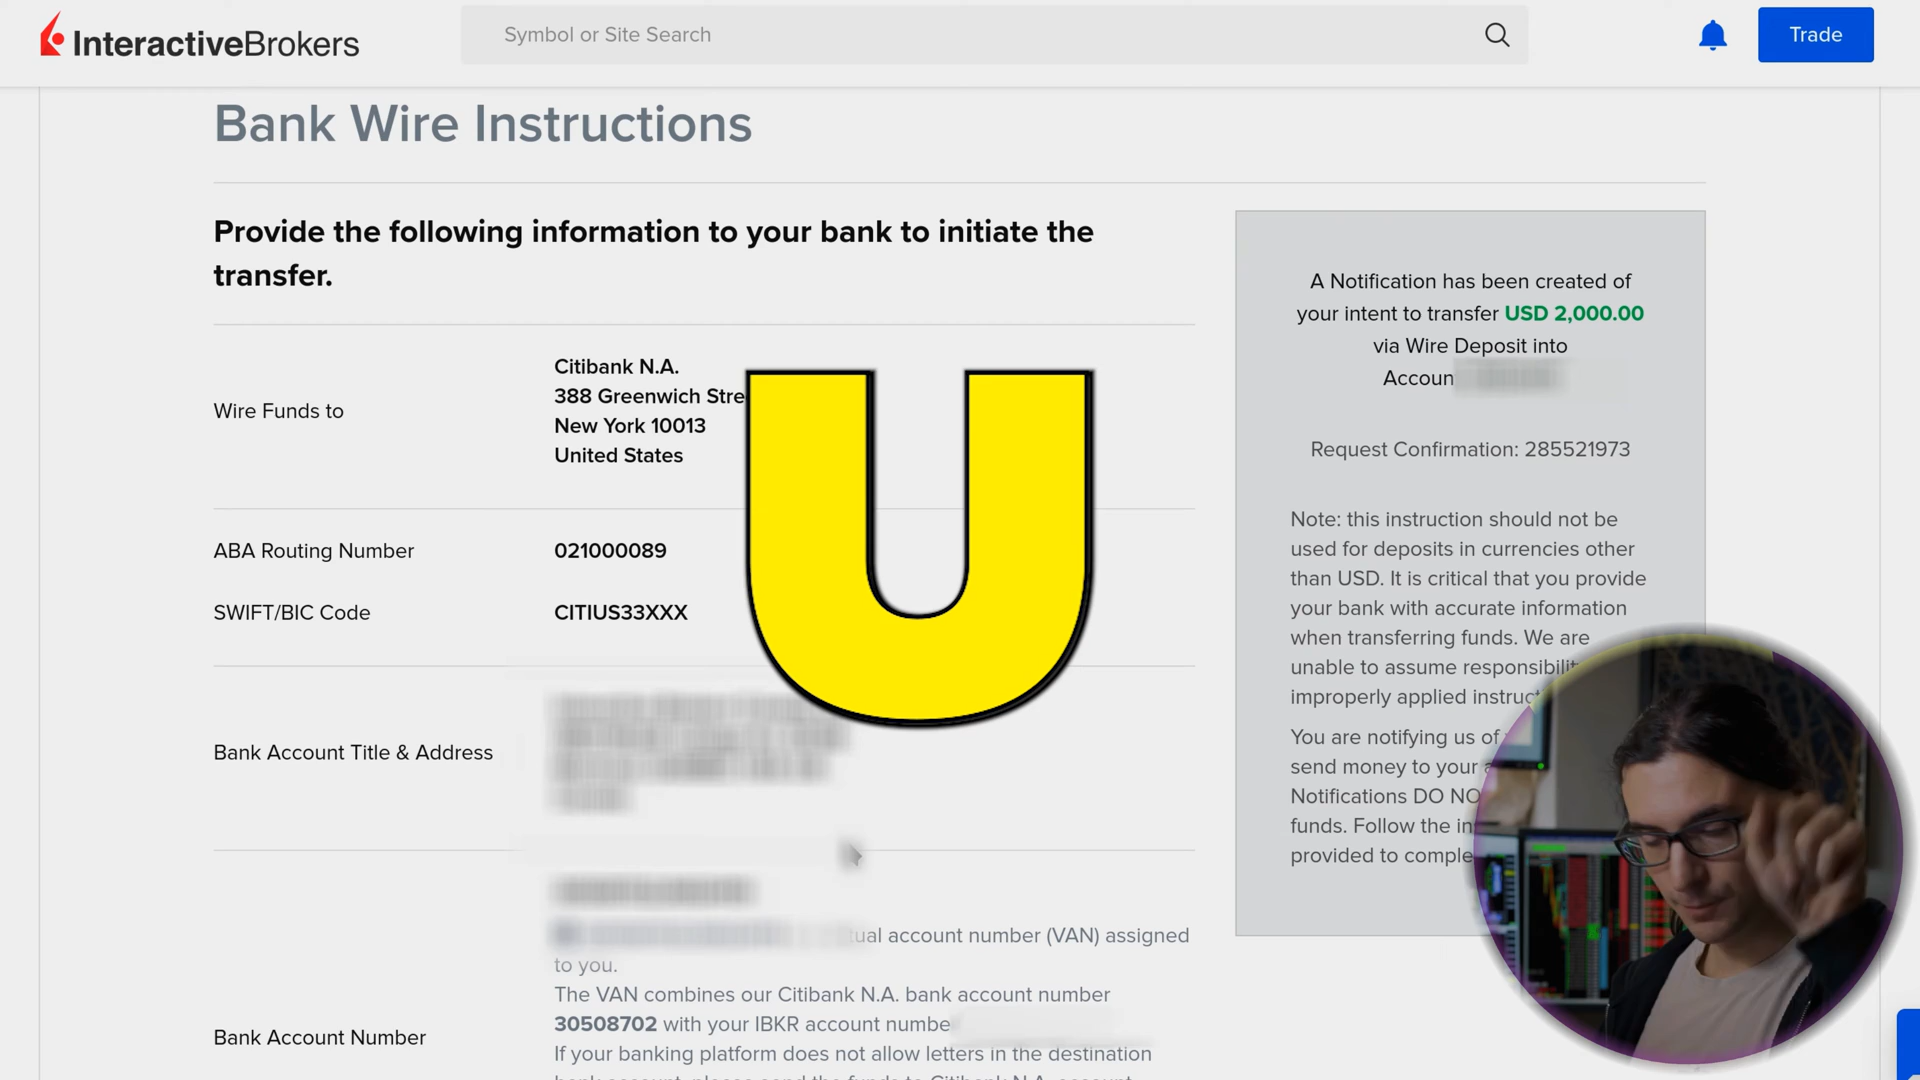 InteractiveBrokers
Symbol or Site Search
Trade
Bank Wire Instructions
Provide the following information to your bank to initiate the
transfer.
Wire Funds to
Citibank N.A.
388 Greenwich Stre
New York 10013
United States
ABA Routing Number
021000089
SWIFT/BIC Code
CITIUS33XXX
Bank Account Title & Address
Bank Account Number
tual account number (VAN) assigned
to you.
The VAN combines our Citibank N.A. bank account number
30508702 with your IBKR account numbe
If your banking platform does not allow letters in the destination
U
A Notification has been created of
your intent to transfer USD 2,000.00
via Wire Deposit into
Accoun
Request Confirmation: 285521973
Note: this instruction should not be
used for deposits in currencies other
than USD. It is critical that you provide
your bank with accurate information
when transferring funds. We are
unable to assume responsibilit
improperly applied instruct
You are notifying us of
send money to your a
Notifications DO NO
funds. Follow the in
provided to comple